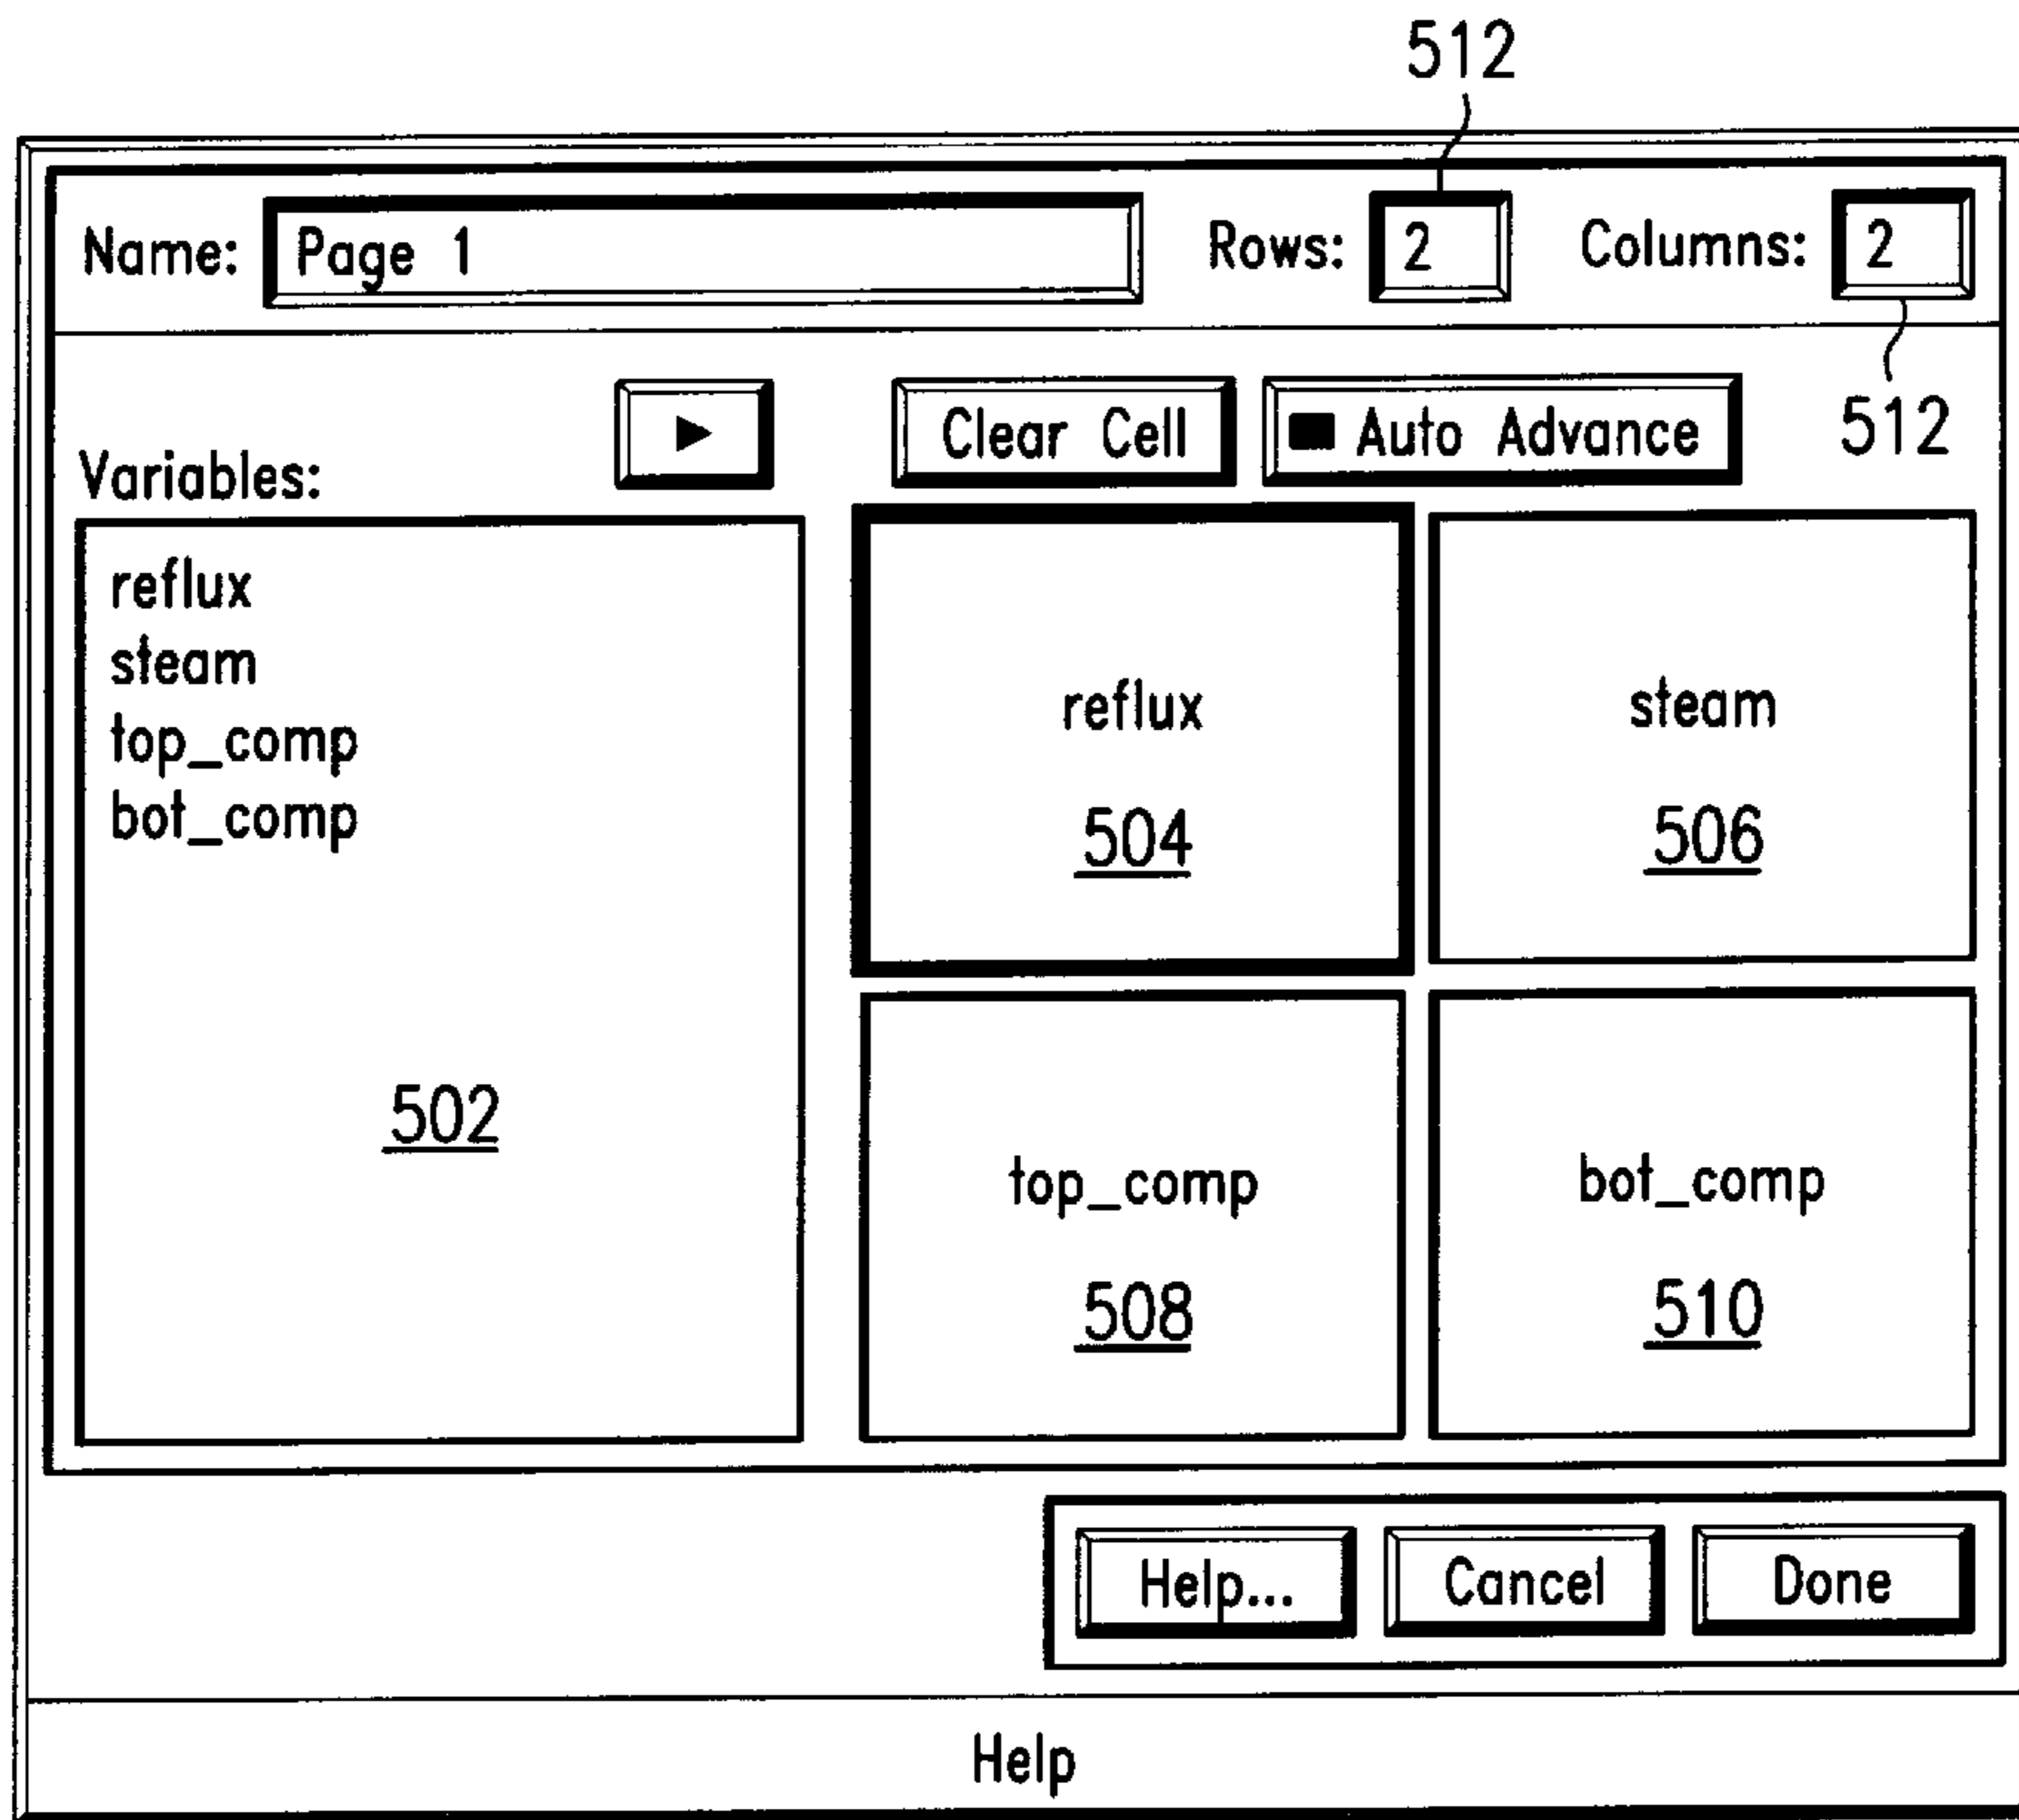 512
Name: Page 1 Rows: 2 Columns: 2
512
Clear Cell Auto Advance
Variables:
reflux
steam
top_comp
bot_comp
502
reflux
504
steam
506
top_comp
508
bot_comp
510
Help... Cancel Done
Help